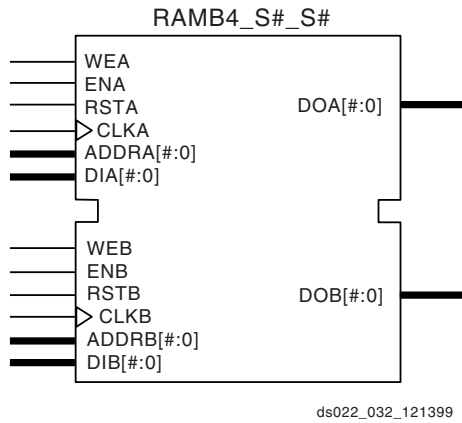 RAMB4_S#_S#
WEA
ENA
RSTA
CLKA
ADDRA[#:0]
DIA[#:0]
DOA[#:0]
WEB
ENB
RSTB
CLKB
ADDRB[#:0]
DIB[#:0]
DOB[#:0]
ds022_032_121399